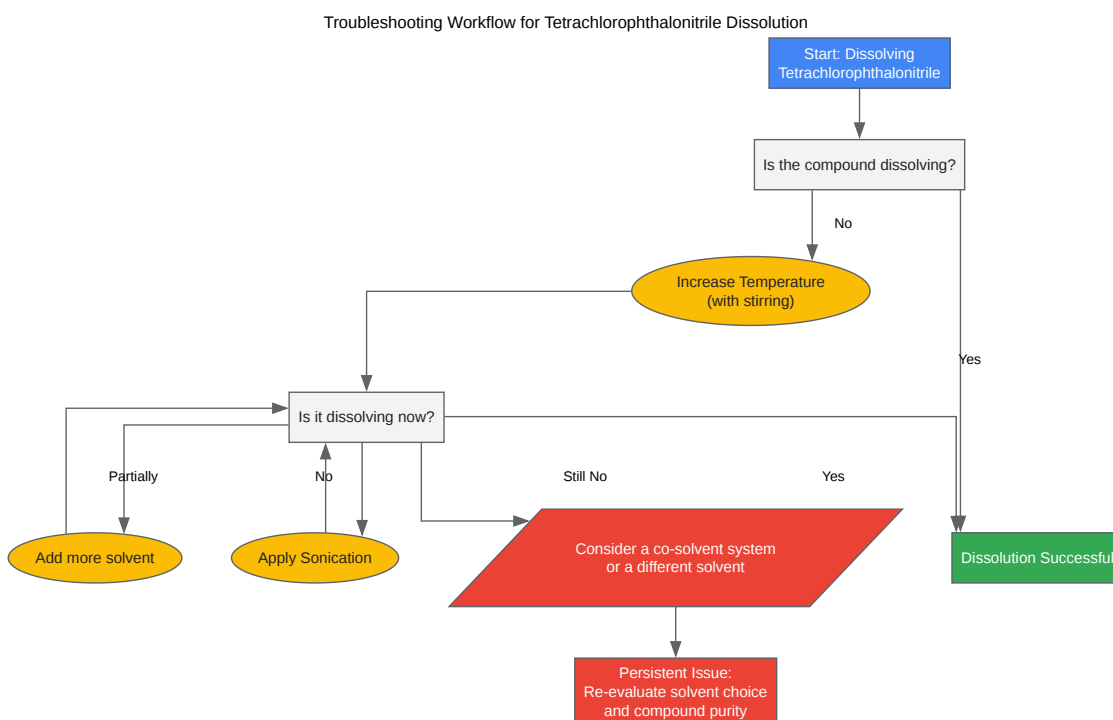 Troubleshooting Workflow for Tetrachlorophthalonitrile Dissolution
Start: Dissolving
Tetrachlorophthalonitrile
Is the compound dissolving?
No
Increase Temperature
(with stirring)
Yes
Is it dissolving now?
Partially
No
Still No
Yes
Add more solvent
Apply Sonication
Consider a co-solvent system
or a different solvent
Dissolution Successful
Persistent Issue:
Re-evaluate solvent choice
and compound purity